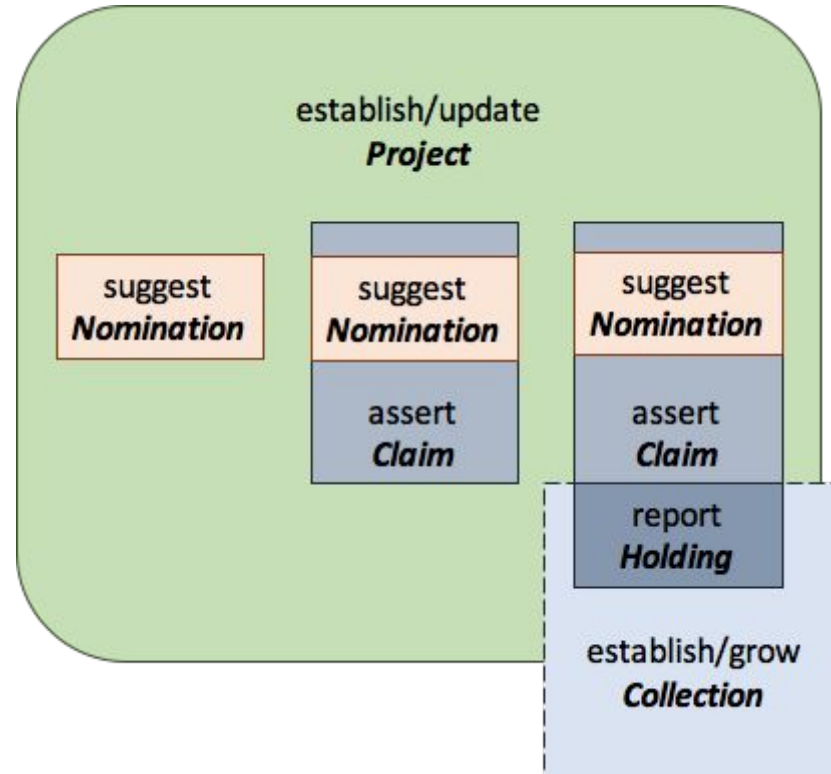 establish/update
Project
suggest
Nomination
suggest
Nomination
assert
Claim
suggest
Nomination
assert
Claim
report
Holding
establish/grow
Collection